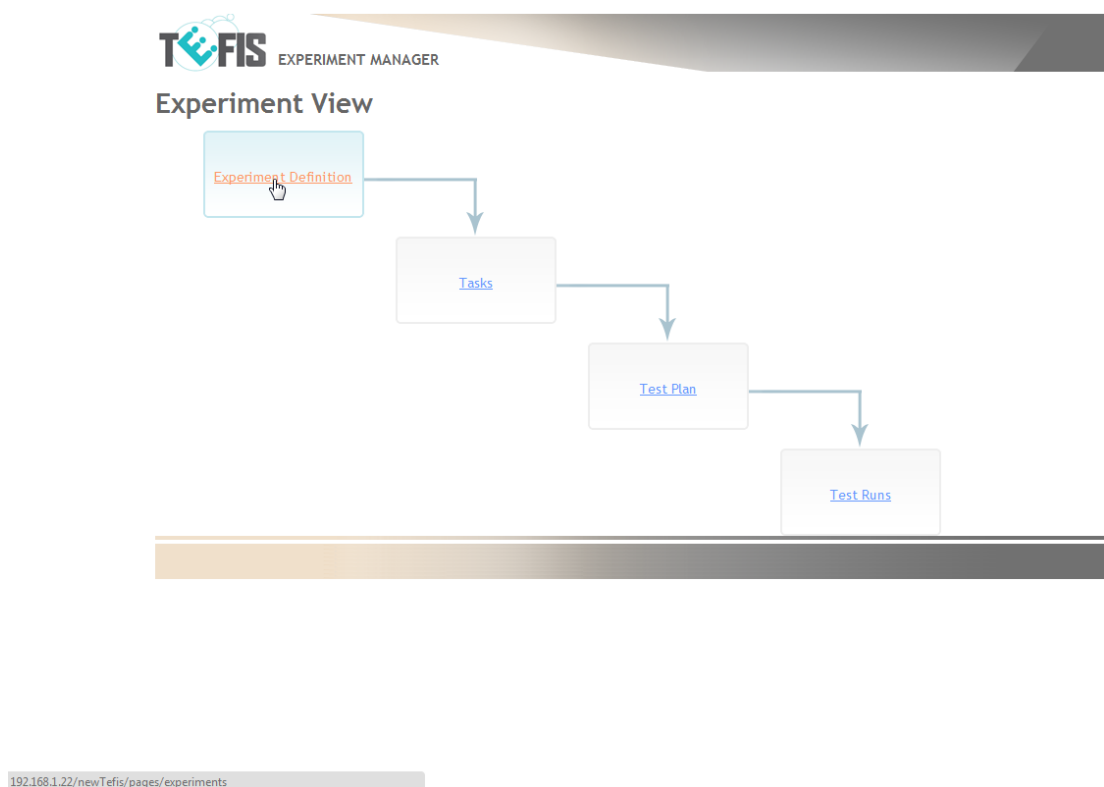 TEFIS EXPERIMENT MANAGER
Experiment View
Experiment Definition
Tasks
Test Plan
Test Runs
192.168.1.22/newTefis/pages/experiments